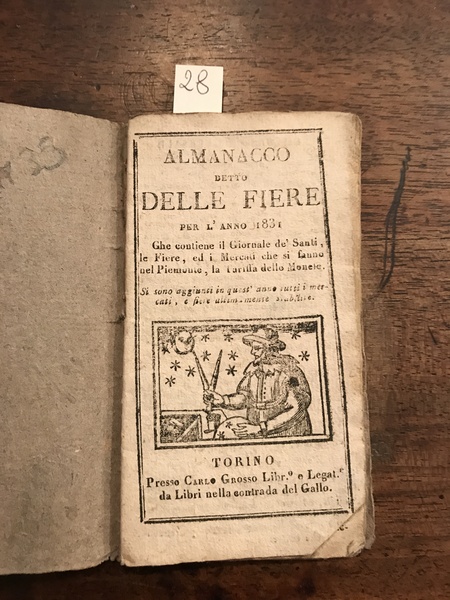 28
33
ALMANACCO
DETTO
DELLE FIERE
PER L'ANNO 1831
Che contiene il Giornale de' Santi,
le Fiere, ed i Mercati che si fanno
nel Piemonte, la Tariffa delle Monete.
Si sono aggiunti in quest' anno tutti i mer-
cati, e fiere ultimamente stabilite.
TORINO
Presso CARLO GROSSO Libr.º e Legat.ᵉ
da Libri nella contrada del Gallo.